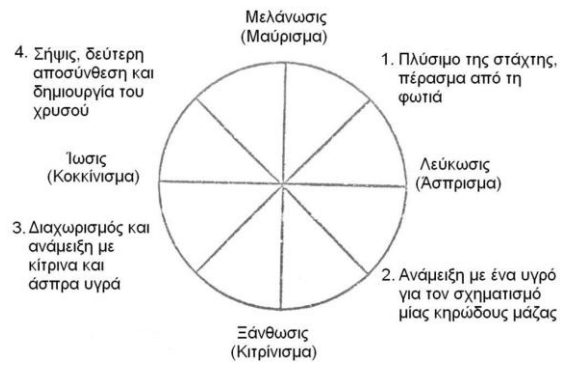 Μελάνωσις
(Μαύρισμα)
1. Πλύσιμο της στάχτης,
πέρασμα από τη
φωτιά
Λεύκωσις
(Άσπρισμα)
2. Ανάμειξη με ένα υγρό
για τον σχηματισμό
μίας κηρώδους μάζας
Ξάνθωσις
(Κιτρίνισμα)
3. Διαχωρισμός και
ανάμειξη με
κίτρινα και
άσπρα υγρά
Ίωσις
(Κοκκίνισμα)
4. Σήψις, δεύτερη
αποσύνθεση και
δημιουργία του
χρυσού